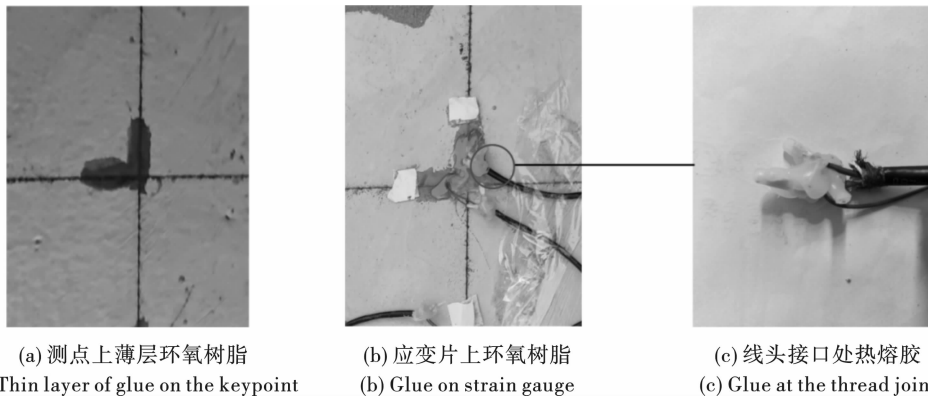 (a) 测点上薄层环氧树脂
(b) 应变片上环氧树脂
(c) 线头接口处热熔胶
Thin layer of glue on the keypoint
(b) Glue on strain gauge
(c) Glue at the thread join